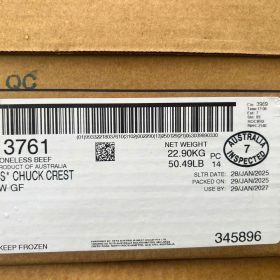 QC
3761
BONELESS BEEF
PRODUCT OF AUSTRALIA
S* CHUCK CREST
W-GF
NET WEIGHT
22.90KG
50.49LB
PC
14
AUSTRALIA
7
INSPECTED
SLTR DATE: 28/JAN/2025
PACKED ON: 29/JAN/2025
USE BY: 29/JAN/2027
345896
KEEP FROZEN